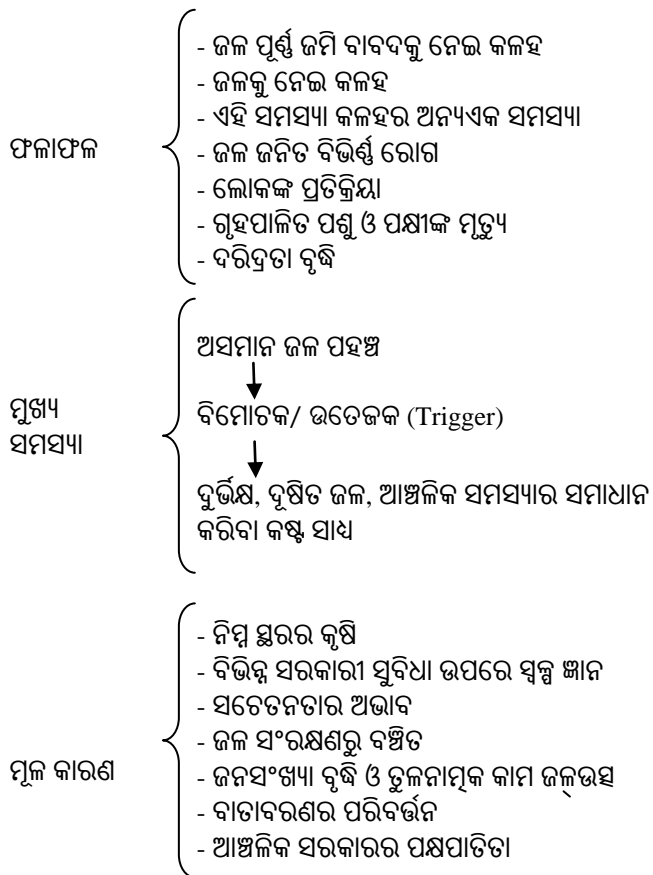 ଫଳାଫଳ
- ଜଳ ପୂର୍ଣ୍ଣ ଜମି ବାବଦକୁ ନେଇ କଳହ
- ଜଳକୁ ନେଇ କଳହ
- ଏହି ସମସ୍ୟା କଳହର ଅନ୍ୟଏକ ସମସ୍ୟା
- ଜଳ ଜନିତ ବିଭିର୍ଣ୍ଣ ରୋଗ
- ଲୋକଙ୍କ ପ୍ରତିକ୍ରିୟା
- ଗୃହପାଳିତ ପଶୁ ଓ ପକ୍ଷୀଙ୍କ ମୃତ୍ୟୁ
- ଦରିଦ୍ରତା ବୃଦ୍ଧି
ମୁଖ୍ୟ
ସମସ୍ୟା
ଅସମାନ ଜଳ ପହଞ୍ଚ
ବିମୋଚକ/ ଉତେଜକ (Trigger)
ଦୁର୍ଭିକ୍ଷ, ଦୂଷିତ ଜଳ, ଆଞ୍ଚଳିକ ସମସ୍ୟାର ସମାଧାନ
କରିବା କଷ୍ଟ ସାଧ୍ୟ
ମୂଳ କାରଣ
- ନିମ୍ନ ସ୍ଥରର କୃଷି
- ବିଭିନ୍ନ ସରକାରୀ ସୁବିଧା ଉପରେ ସ୍ୱଳ୍ପ ଜ୍ଞାନ
- ସଚେତନତାର ଅଭାବ
- ଜଳ ସଂରକ୍ଷଣରୁ ବଞ୍ଚିତ
- ଜନସଂଖ୍ୟା ବୃଦ୍ଧି ଓ ତୁଳନାତ୍ମକ କାମ ଜଳ୍ଉତ୍ସ
- ବାତାବରଣର ପରିବର୍ତ୍ତନ
- ଆଞ୍ଚଳିକ ସରକାରର ପକ୍ଷପାତିତା